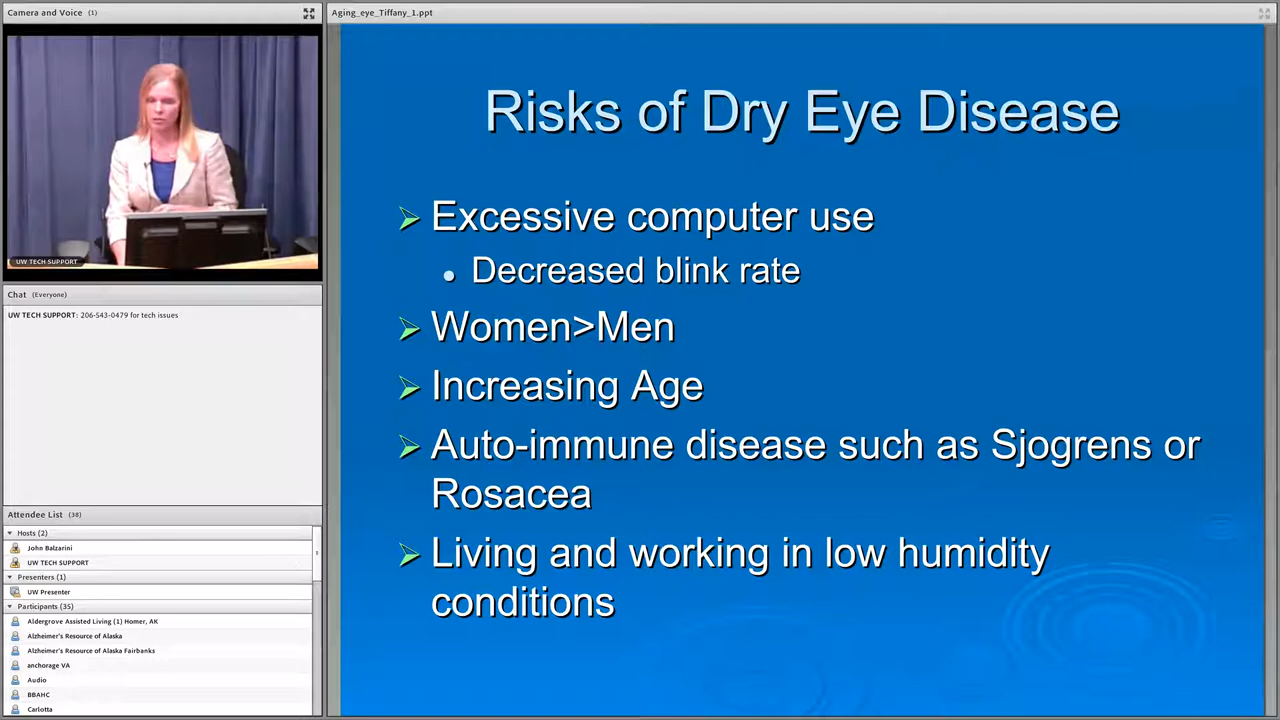 Camera and Voice (1)
UW TECH SUPPORT
Chat (Everyone)
UW TECH SUPPORT: 206-543-0479 for tech issues
Attendee List (38)
Hosts (2)
John Balzarini
UW TECH SUPPORT
Presenters (1)
UW Presenter
Participants (35)
Aldergrove Assisted Living (1) Homer, AK
Alzheimer's Resource of Alaska
Alzheimer's Resource of Alaska Fairbanks
anchorage VA
Audio
BBAHC
Carlotta
Aging_eye_Tiffany_1.ppt
Risks of Dry Eye Disease
Excessive computer use
Decreased blink rate
Women>Men
Increasing Age
Auto-immune disease such as Sjogrens or
Rosacea
Living and working in low humidity
conditions